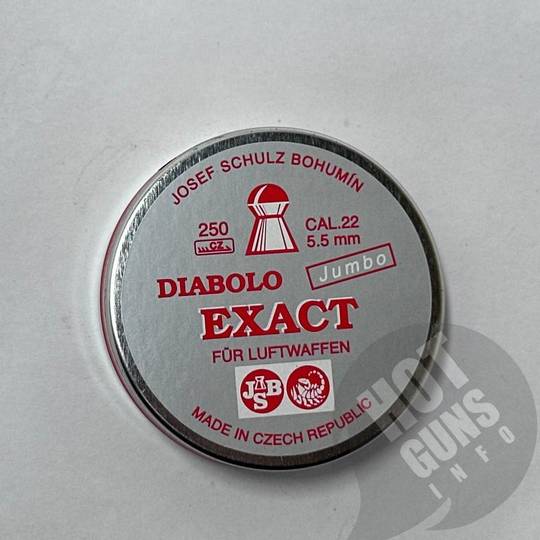 JOSEF SCHULZ BOHUMÍN
250
CZ
CAL.22
5.5 mm
Jumbo
DIABOLO
EXACT
FÜR LUFTWAFFEN
JSB
MADE IN CZECH REPUBLIC
HOT
GUNS
INFO